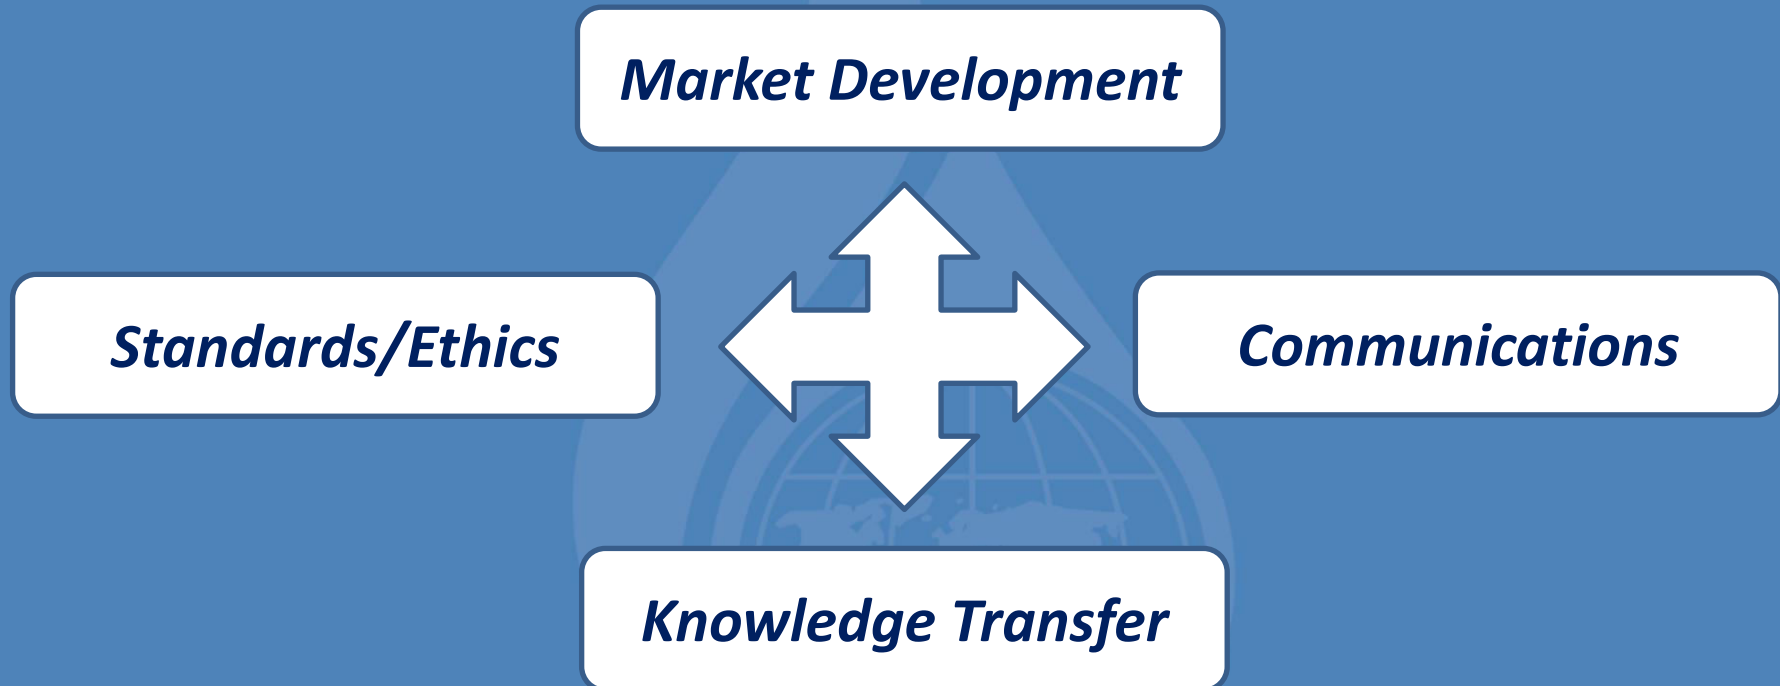 Market Development
Standards/Ethics
Communications
Knowledge Transfer